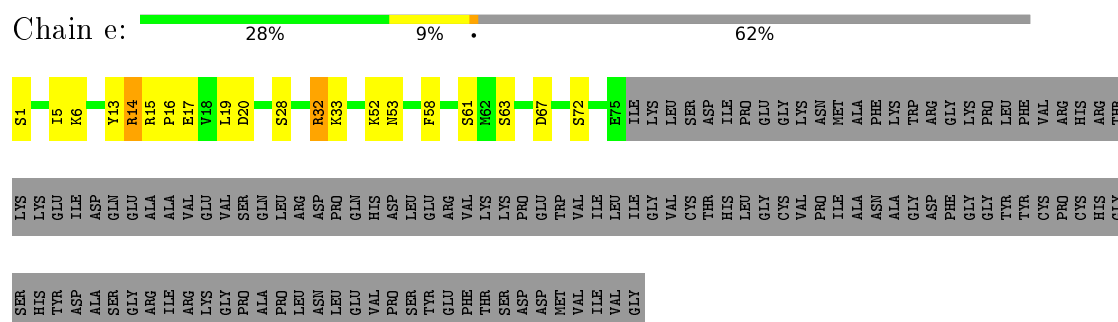 Chain e:
28% 9% • 62%
S1 I5 K6 Y13 R14 R15 P16 E17 V18 L19 D20 S28 R32 K33 K52 N53 F58 S61 M62 S63 D67 S72 E75 ILE LYS LEU SER ASP ILE PRO GLU GLY LYS ASN MET ALA PHE LYS TRP ARG GLY LYS PRO LEU PHE VAL ARG HIS ARG THR
LYS LYS GLU ILE ASP GLN GLU ALA ALA VAL GLU VAL SER GLN LEU ARG ASP PRO GLN HIS ASP LEU GLU ARG VAL LYS LYS PRO GLU TRP VAL ILE LEU ILE GLY VAL CYS THR HIS LEU GLY CYS VAL PRO ILE ALA ASN ALA GLY ASP PHE GLY GLY TYR TYR CYS PRO CYS HIS GLY
SER HIS TYR ASP ALA SER GLY ARG ILE ARG LYS GLY PRO ALA PRO LEU ASN LEU GLU VAL PRO SER TYR GLU PHE THR SER ASP ASP MET VAL ILE VAL GLY